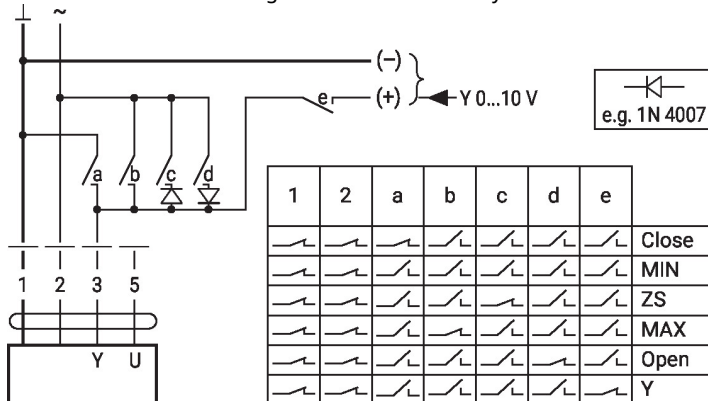 ⊥ ~
(–)
e (+) Y 0...10 V
e.g. 1N 4007
a b c d
1 2 a b c d e
Close
MIN
1 2 3 5 ZS
MAX
Y U Open
Y